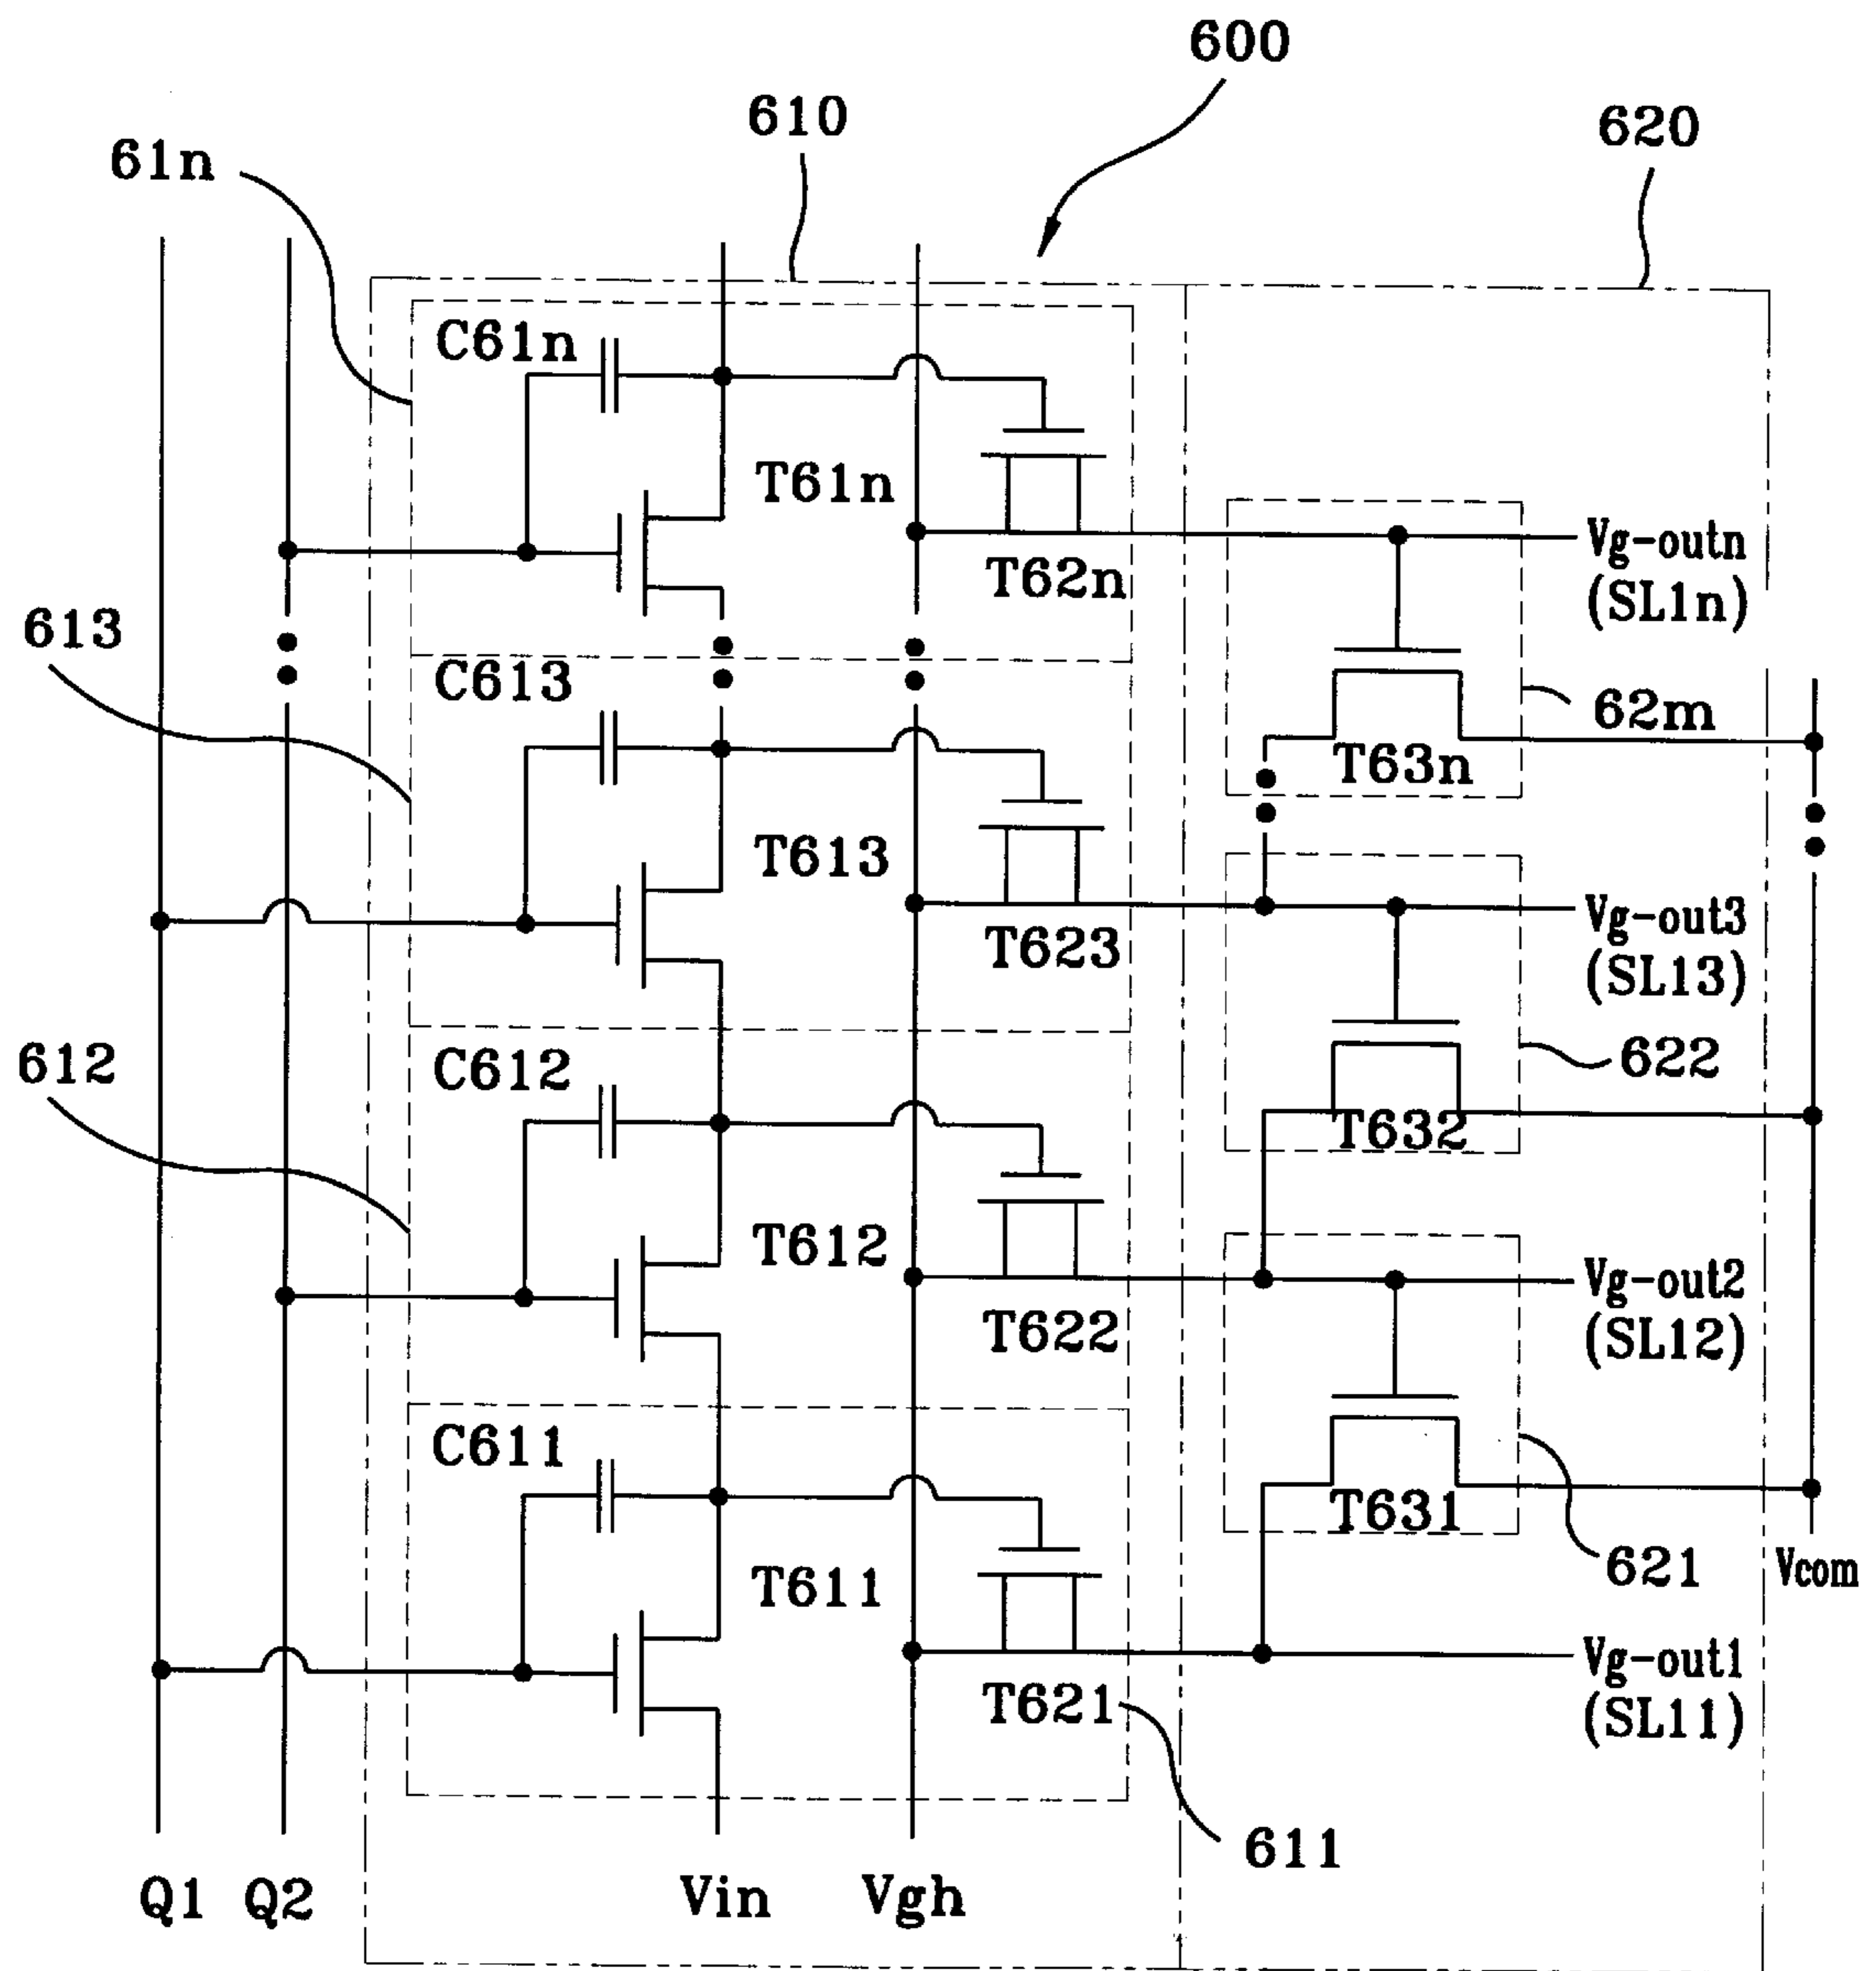 600
610
620
61n
C61n
T61n
Vg-outn
T62n
(SL1n)
613
C613
62m
T63n
T613
Vg-out3
T623
(SL13)
612
C612
622
T632
T612
Vg-out2
T622
(SL12)
C611
T631
621
Vcom
T611
Vg-out1
T621
(SL11)
611
Q1
Q2
Vin
Vgh